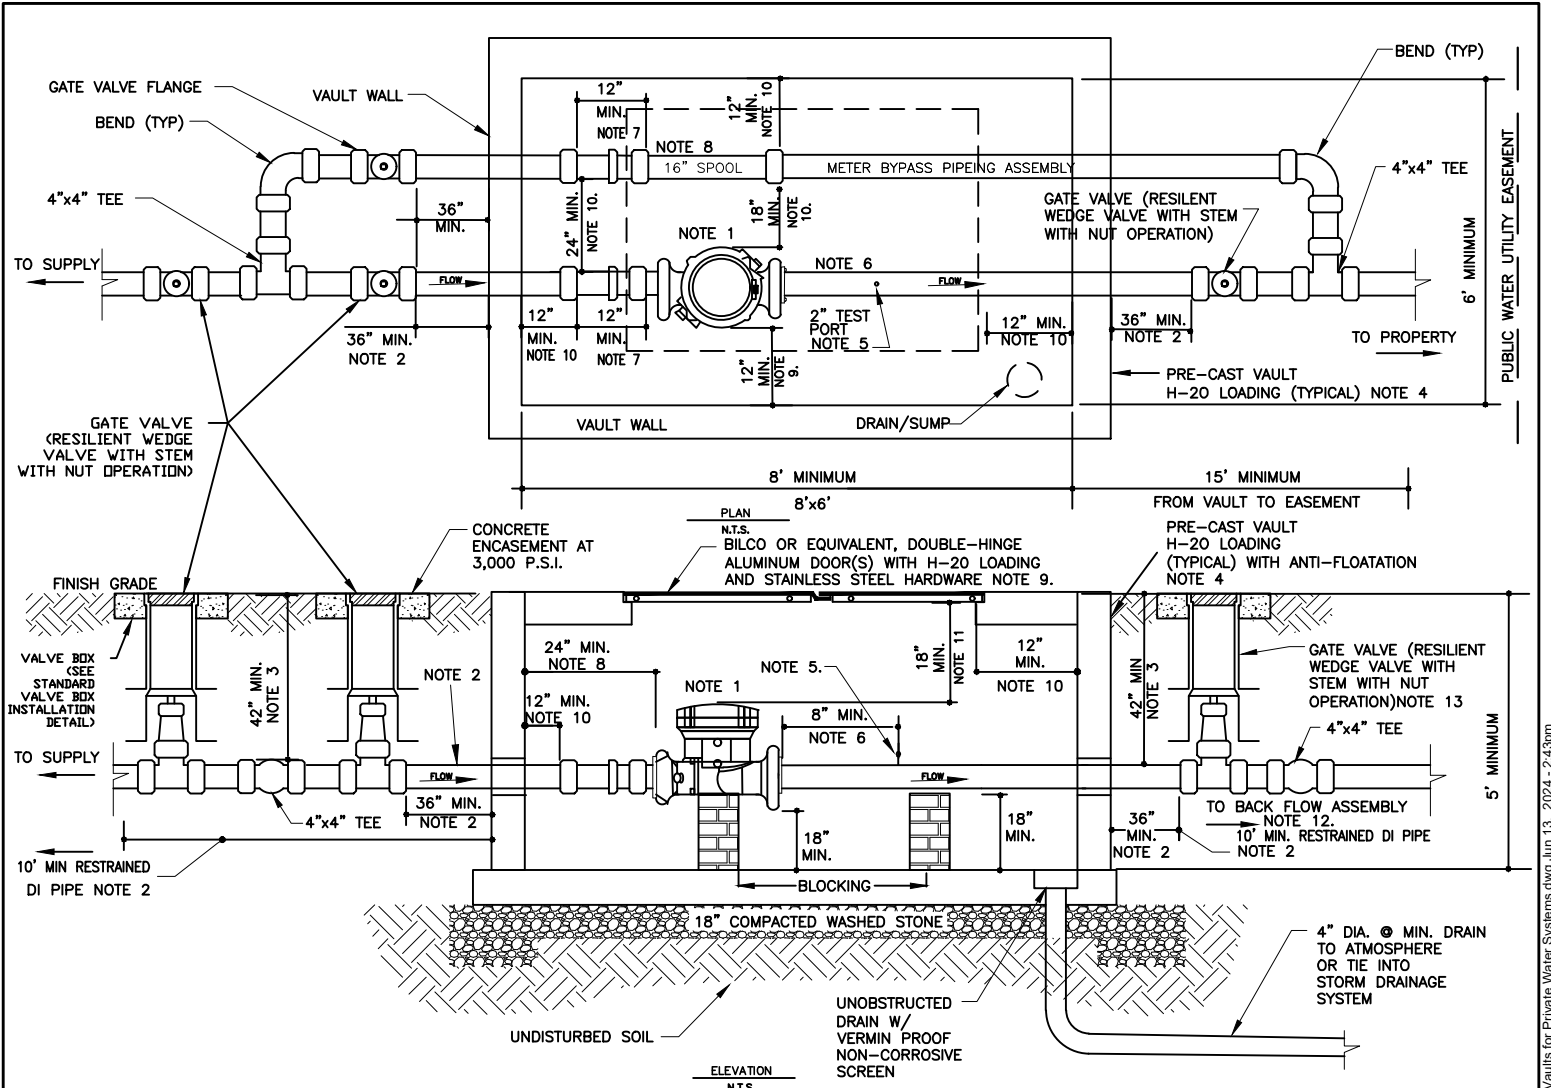 BEND (TYP)
GATE VALVE FLANGE
VAULT WALL
BEND (TYP)
12"
MIN.
NOTE 7
12"
MIN.
NOTE 10
NOTE 8
16" SPOOL
METER BYPASS PIPEING ASSEMBLY
4"x4" TEE
4"x4" TEE
36"
MIN.
24" MIN.
NOTE 10.
18"
MIN.
NOTE
10.
GATE VALVE (RESILENT
WEDGE VALVE WITH STEM
WITH NUT OPERATION)
NOTE 1
TO SUPPLY
FLOW
NOTE 6
FLOW
6' MINIMUM
PUBLIC WATER UTILITY EASEMENT
36" MIN.
NOTE 2
12"
MIN.
NOTE 10
12"
MIN.
NOTE 7
2" TEST
PORT
NOTE 5
12" MIN.
NOTE 10
36" MIN.
NOTE 2
TO PROPERTY
12"
MIN.
NOTE
9.
PRE-CAST VAULT
H-20 LOADING (TYPICAL) NOTE 4
GATE VALVE
(RESILIENT WEDGE
VALVE WITH STEM
WITH NUT OPERATION)
VAULT WALL
DRAIN/SUMP
8' MINIMUM
8'x6'
15' MINIMUM
FROM VAULT TO EASEMENT
PLAN
N.T.S.
CONCRETE
ENCASEMENT AT
3,000 P.S.I.
BILCO OR EQUIVALENT, DOUBLE-HINGE
ALUMINUM DOOR(S) WITH H-20 LOADING
AND STAINLESS STEEL HARDWARE NOTE 9.
PRE-CAST VAULT
H-20 LOADING
(TYPICAL) WITH ANTI-FLOATATION
NOTE 4
FINISH GRADE
VALVE BOX
(SEE
STANDARD
VALVE BOX
INSTALLATION
DETAIL)
42" MIN.
NOTE 3
NOTE 2
24" MIN.
NOTE 8
12" MIN.
NOTE 10
NOTE 1
NOTE 5.
18"
MIN.
NOTE 11
12"
MIN.
NOTE 10
8" MIN.
NOTE 6
42" MIN
NOTE 3
GATE VALVE (RESILIENT
WEDGE VALVE WITH
STEM WITH NUT
OPERATION)NOTE 13
4"x4" TEE
TO SUPPLY
FLOW
FLOW
5' MINIMUM
36" MIN.
NOTE 2
4"x4" TEE
18"
MIN.
18"
MIN.
36"
MIN.
NOTE 2
TO BACK FLOW ASSEMBLY
NOTE 12.
10' MIN. RESTRAINED DI PIPE
NOTE 2
10' MIN RESTRAINED
DI PIPE NOTE 2
BLOCKING
18" COMPACTED WASHED STONE
4" DIA. @ MIN. DRAIN
TO ATMOSPHERE
OR TIE INTO
STORM DRAINAGE
SYSTEM
UNDISTURBED SOIL
UNOBSTRUCTED
DRAIN W/
VERMIN PROOF
NON-CORROSIVE
SCREEN
ELEVATION
N.T.S.
Vaults for Private Water Systems.dwg Jun 13, 2024 - 2:43pm